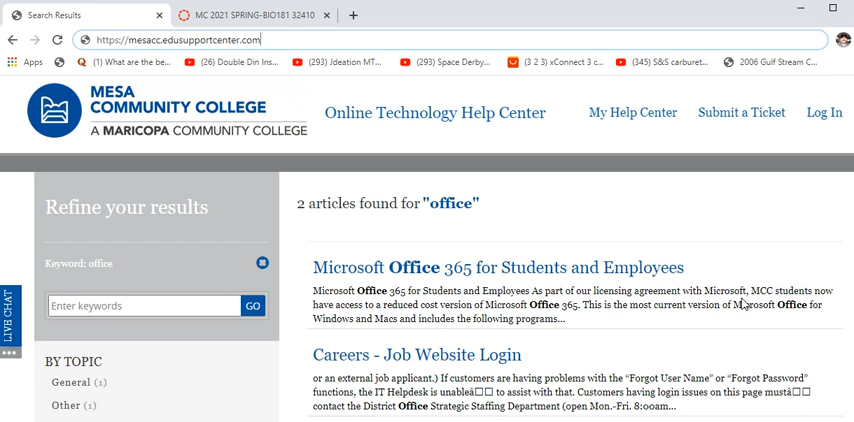 Search Results
MC 2021 SPRING-BIO181 32410
https://mesacc.edusupportcenter.com
Apps
(1) What are the be...
(26) Double Din Ins...
(293) Jdeation MT...
(293) Space Derby...
(3 2 3) xConnect 3 c...
(345) S&S carburet...
2006 Gulf Stream C...
MESA
COMMUNITY COLLEGE
A MARICOPA COMMUNITY COLLEGE
Online Technology Help Center
My Help Center
Submit a Ticket
Log In
Refine your results
Keyword: office
Enter keywords
GO
BY TOPIC
General (1)
Other (1)
LIVE CHAT
2 articles found for "office"
Microsoft Office 365 for Students and Employees
Microsoft Office 365 for Students and Employees As part of our licensing agreement with Microsoft, MCC students now
have access to a reduced cost version of Microsoft Office 365. This is the most current version of Microsoft Office for
Windows and Macs and includes the following programs...
Careers - Job Website Login
or an external job applicant.) If customers are having problems with the “Forgot User Name” or “Forgot Password”
functions, the IT Helpdesk is unableâ□□ to assist with that. Customers having login issues on this page mustâ□□
contact the District Office Strategic Staffing Department (open Mon.-Fri. 8:00am...